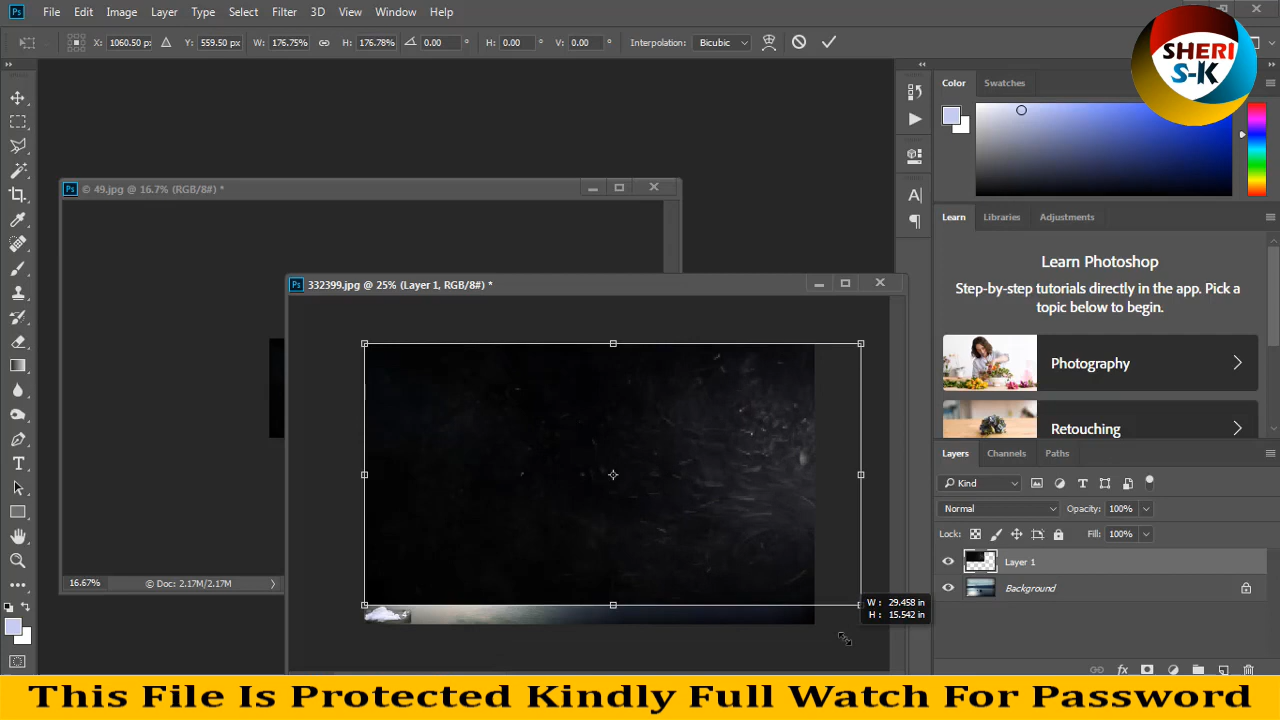 File Edit Image Layer Type Select Filter 3D View Window Help
X: 1060.50 px Y: 559.50 px W: 176.75% H: 176.78% 0.00 ° H: 0.00 ° V: 0.00 ° Interpolation: Bicubic
SHERI
S-K
Color Swatches
© 49.jpg @ 16.7% (RGB/8#) *
Learn Libraries Adjustments
Learn Photoshop
Step-by-step tutorials directly in the app. Pick a
topic below to begin.
332399.jpg @ 25% (Layer 1, RGB/8#) *
Photography
Retouching
Layers Channels Paths
Kind
Normal Opacity: 100%
Lock: Fill: 100%
Layer 1
Background
16.67% © Doc: 2.17M/2.17M
W : 29.458 in
H : 15.542 in
This File Is Protected Kindly Full Watch For Password